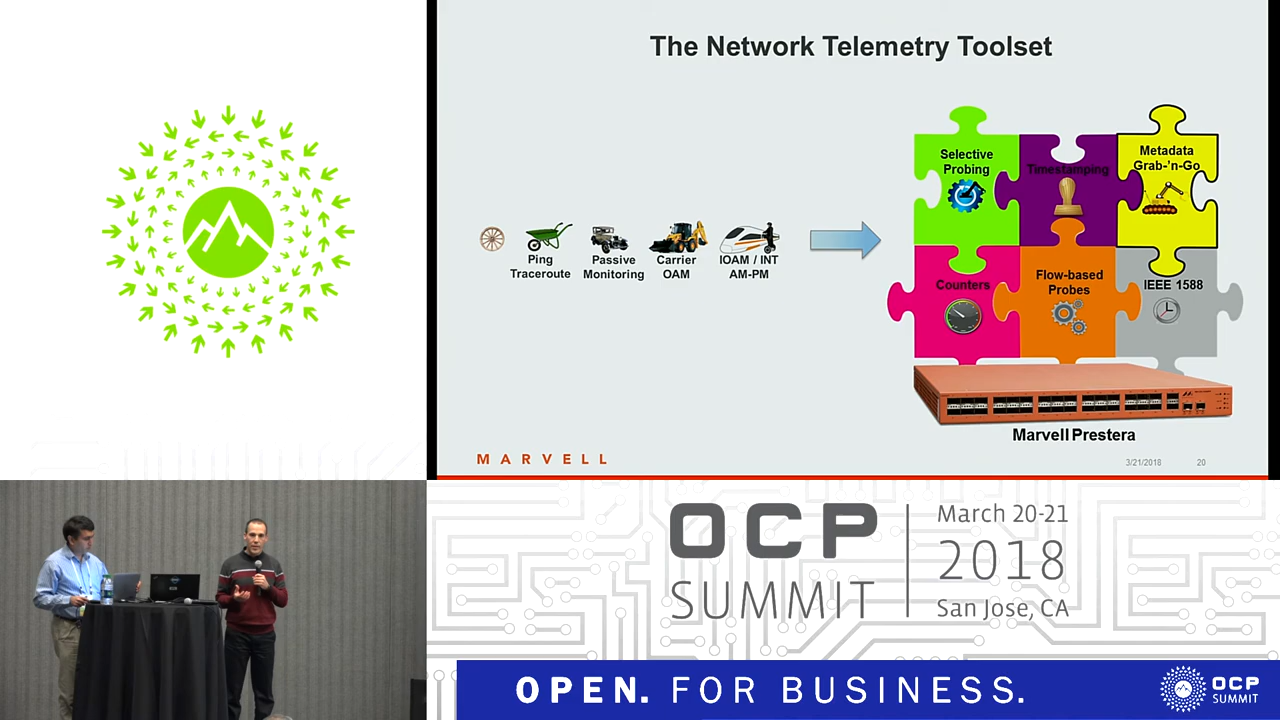 The Network Telemetry Toolset
Selective
Probing
Timestamping
Metadata
Grab-'n-Go
Ping
Traceroute
Passive
Monitoring
Carrier
OAM
IOAM / INT
AM-PM
Counters
Flow-based
Probes
IEEE 1588
Marvell Prestera
MARVELL
3/21/2018
20
OCP
SUMMIT
March 20-21
2018
San Jose, CA
OPEN. FOR BUSINESS.
OCP
SUMMIT